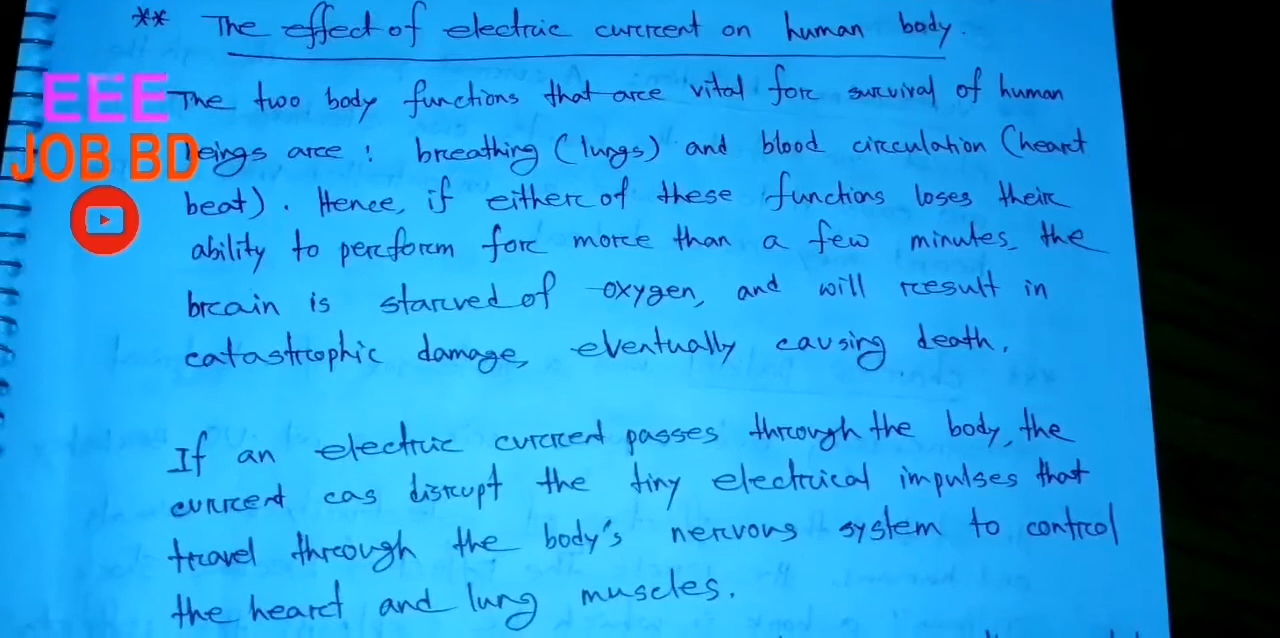 ** The effect of electric current on human body.
EEE
The two body functions that are vital for survival of human
JOB BD
eings are : breathing (lungs) and blood circulation (heart
beat). Hence, if either of these functions loses their
ability to perform for more than a few minutes, the
brain is starved of oxygen, and will result in
catastrophic damage, eventually causing death.
If an electric current passes through the body, the
current cas disrupt the tiny electrical impulses that
travel through the body's nervous system to control
the heart and lung muscles.